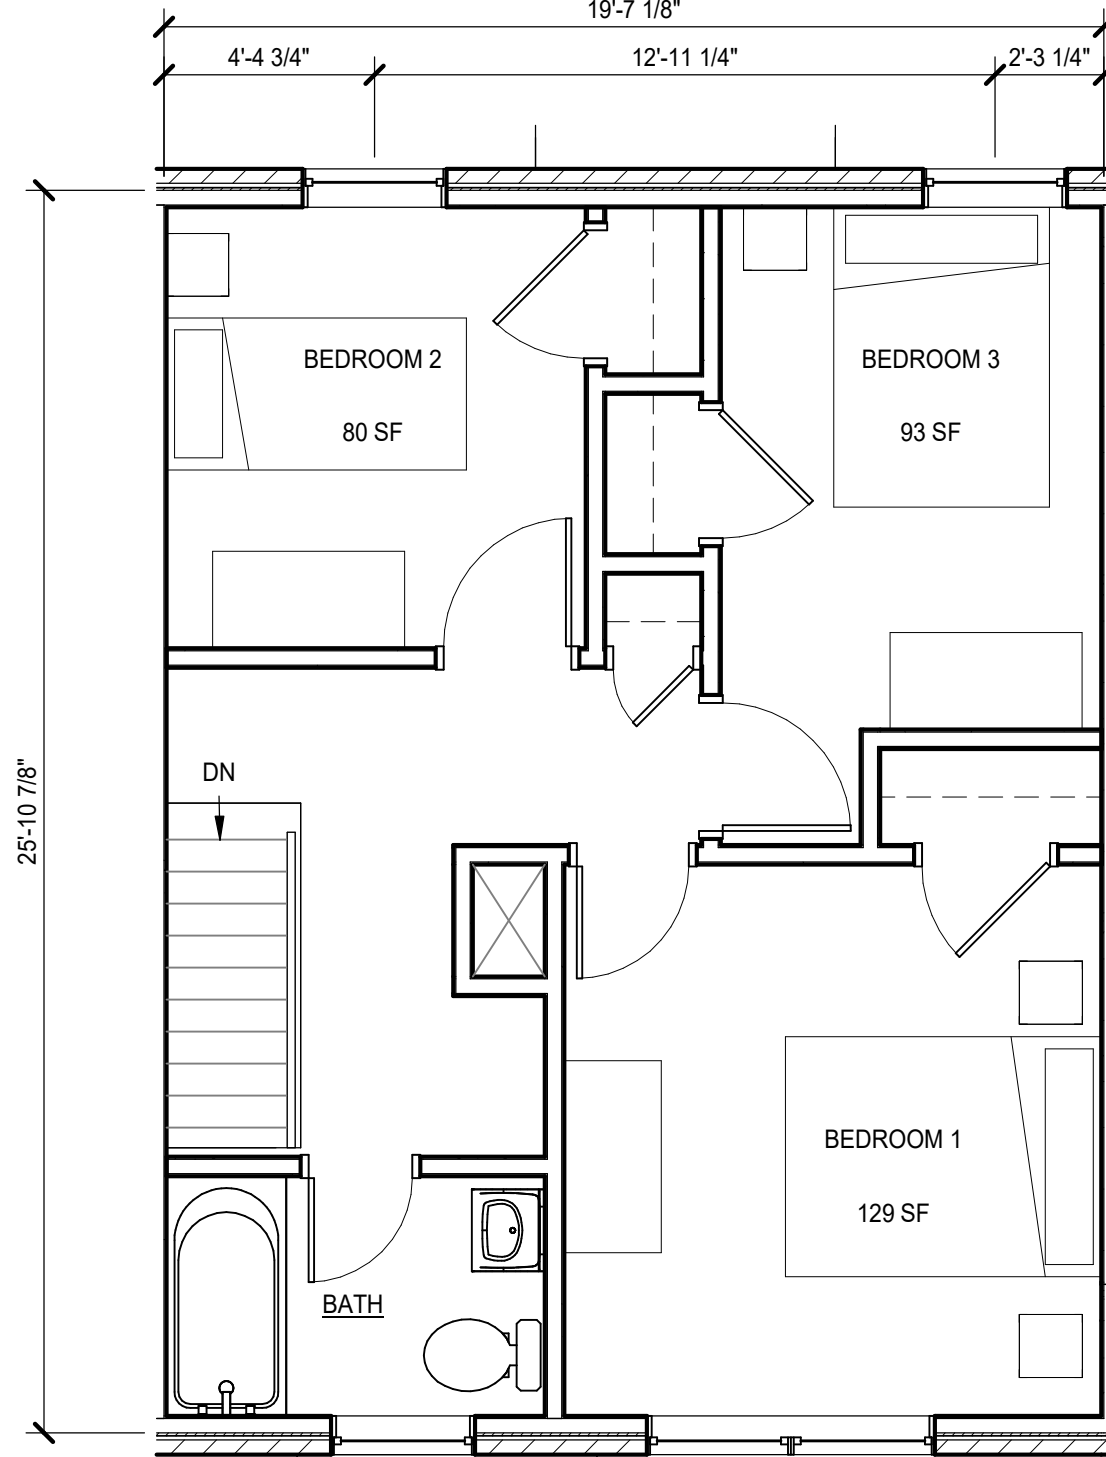 19'-7 1/8"
4'-4 3/4"
12'-11 1/4"
2'-3 1/4"
BEDROOM 2
80 SF
BEDROOM 3
93 SF
25'-10 7/8"
DN
BEDROOM 1
129 SF
BATH